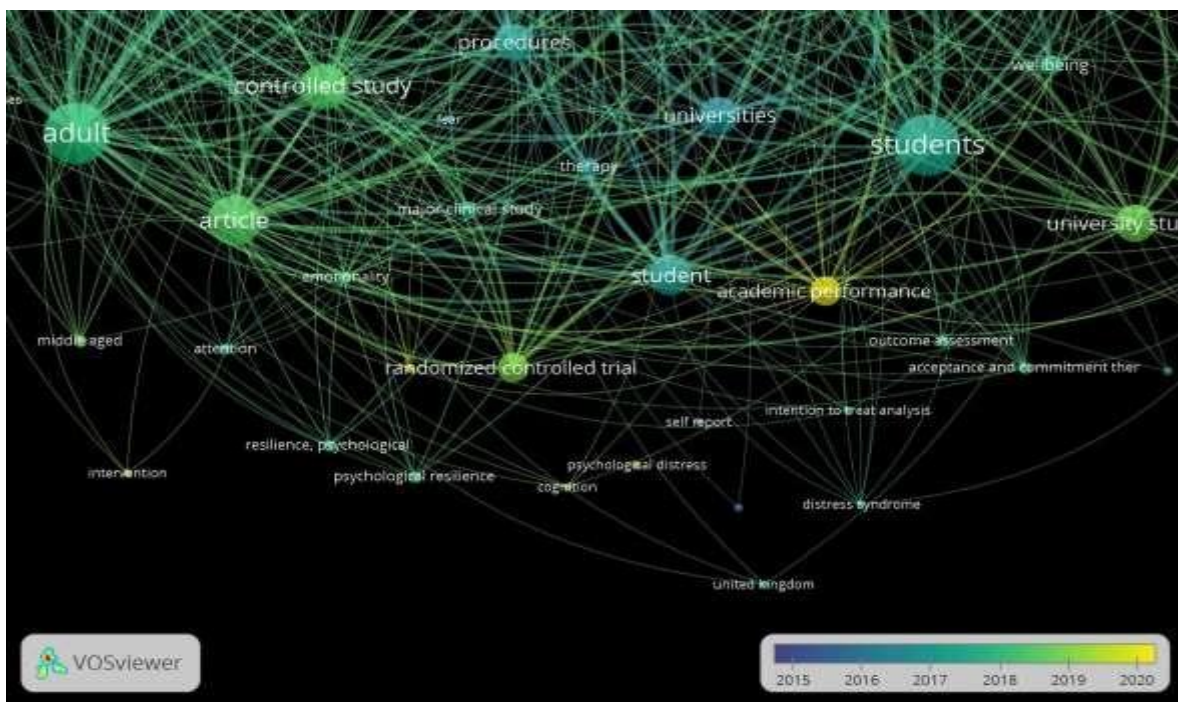 procedures
wellbeing
controlled study
universities
fear
adult
students
therapy
major clinical study
article
university stu
emotionality
student
academic performance
middle aged
attention
outcome assessment
randomized controlled trial
acceptance and commitment ther
intention to treat analysis
self report
resilience, psychological
psychological distress
intervention
psychological resilience
cognition
distress syndrome
united kingdom
VOSviewer
2015 2016 2017 2018 2019 2020